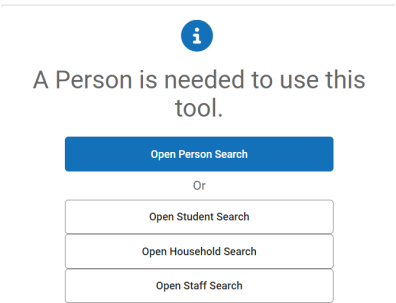 A Person is needed to use this
tool.
Open Person Search
Or
Open Student Search
Open Household Search
Open Staff Search